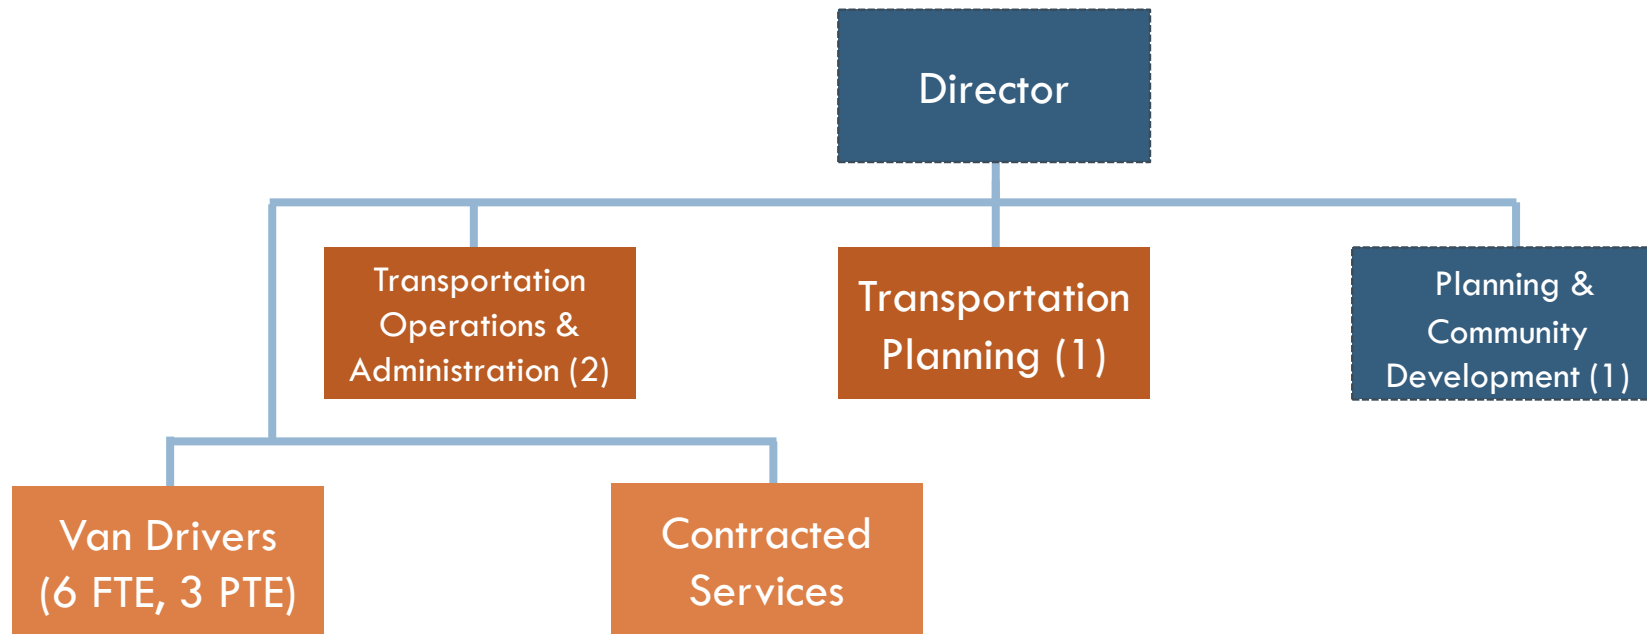 Director
Transportation
Operations &
Administration (2)
Transportation
Planning (1)
Planning &
Community
Development (1)
Van Drivers
(6 FTE, 3 PTE)
Contracted
Services